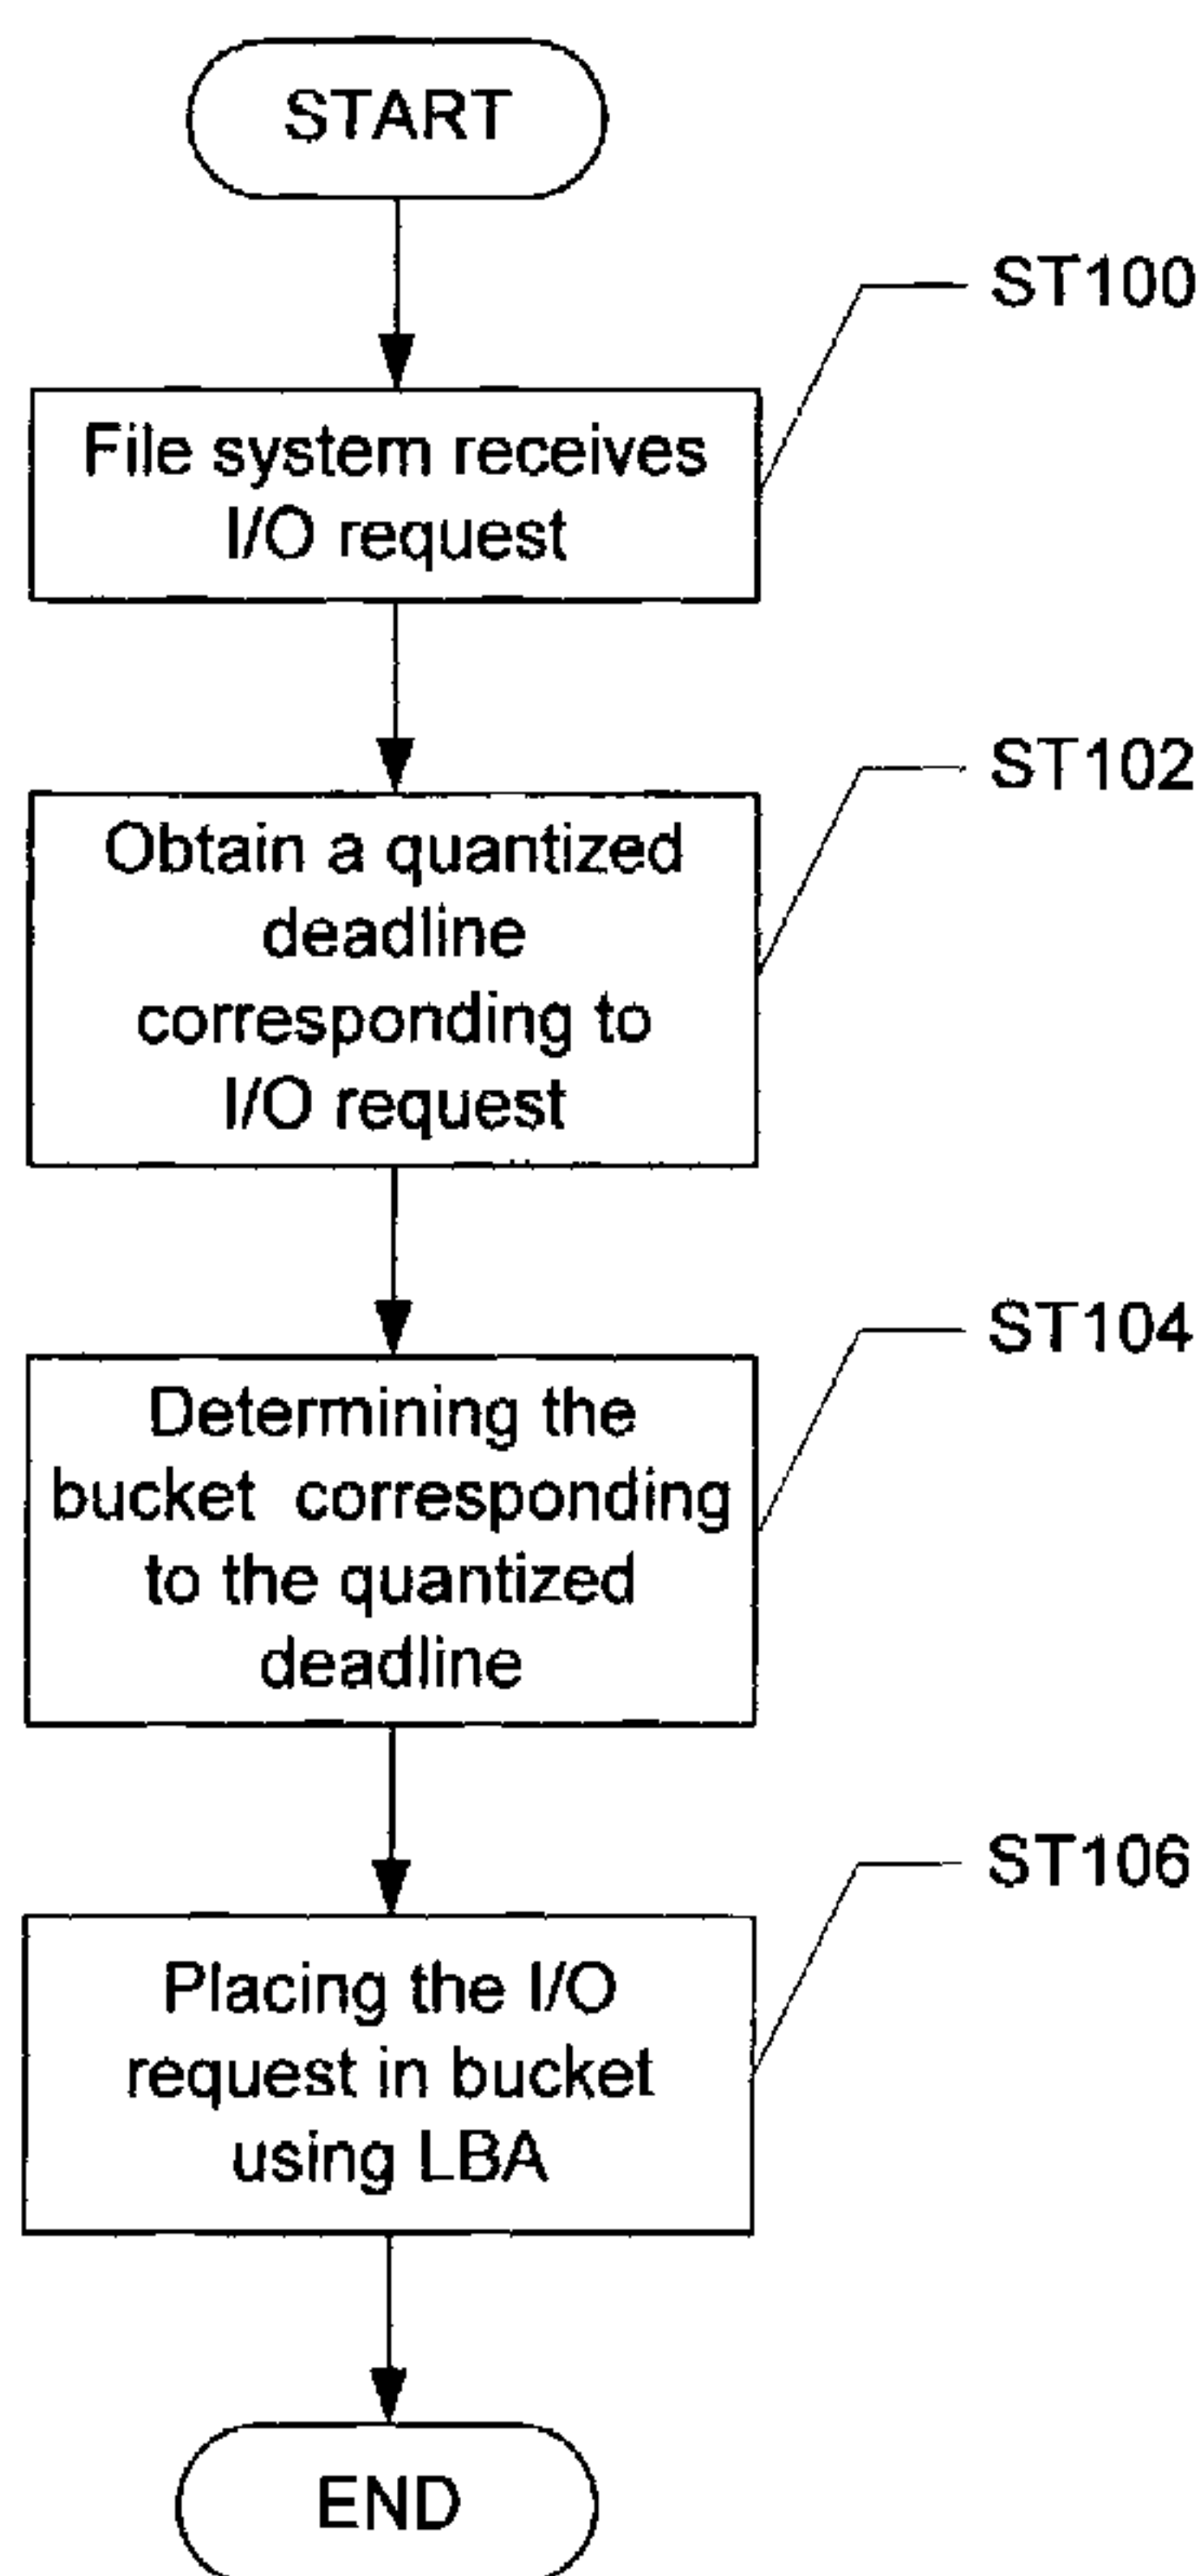 START
ST100
File system receives
I/O request
ST102
Obtain a quantized
deadline
corresponding to
I/O request
ST104
Determining the
bucket corresponding
to the quantized
deadline
ST106
Placing the I/O
request in bucket
using LBA
END